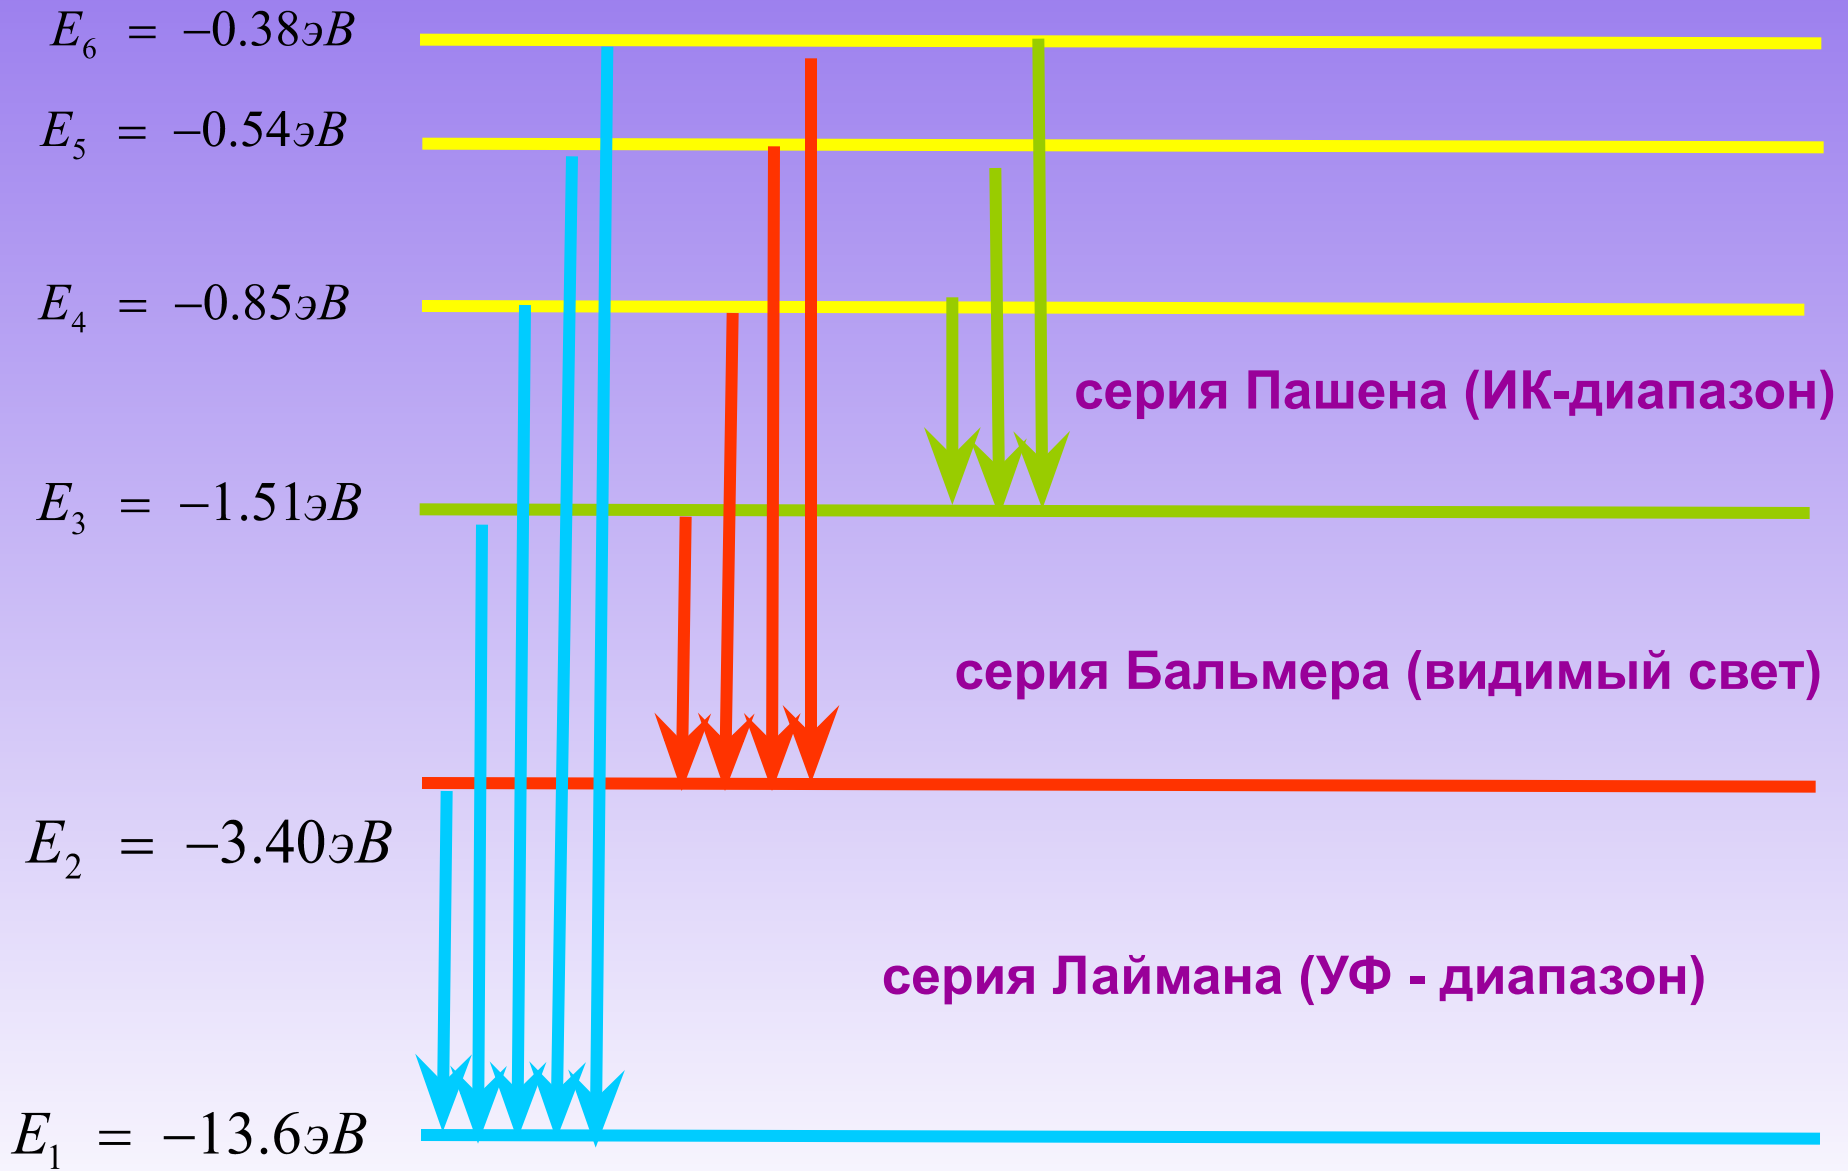 E₆ = −0.38эВ
E₅ = −0.54эВ
E₄ = −0.85эВ
серия Пашена (ИК-диапазон)
E₃ = −1.51эВ
серия Бальмера (видимый свет)
E₂ = −3.40эВ
серия Лаймана (УФ - диапазон)
E₁ = −13.6эВ